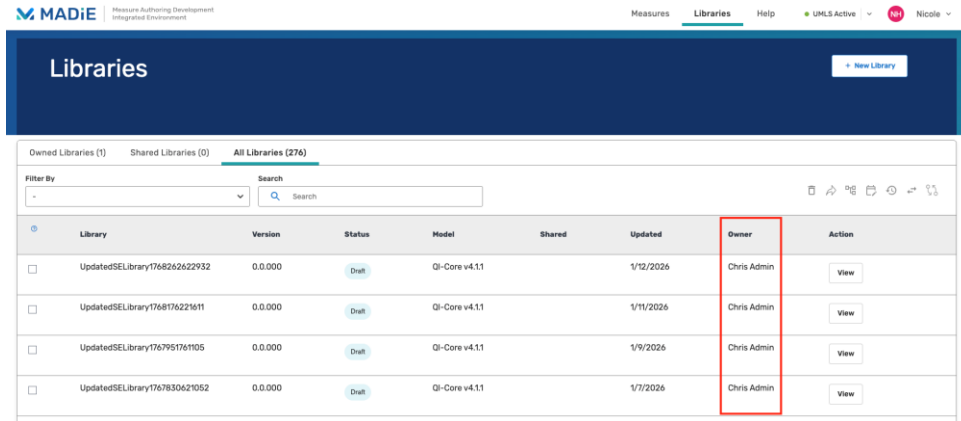 MADiE Measure Authoring Development Integrated Environment Measures Libraries Help UMLS Active NH Nicole
Libraries + New Library
Owned Libraries (1) Shared Libraries (0) All Libraries (276)
Filter By Search
- Search
Library Version Status Model Shared Updated Owner Action
UpdatedSELibrary1768262622932 0.0.000 Draft QI-Core v4.1.1 1/12/2026 Chris Admin View
UpdatedSELibrary1768176221611 0.0.000 Draft QI-Core v4.1.1 1/11/2026 Chris Admin View
UpdatedSELibrary1767951761105 0.0.000 Draft QI-Core v4.1.1 1/9/2026 Chris Admin View
UpdatedSELibrary1767830621052 0.0.000 Draft QI-Core v4.1.1 1/7/2026 Chris Admin View